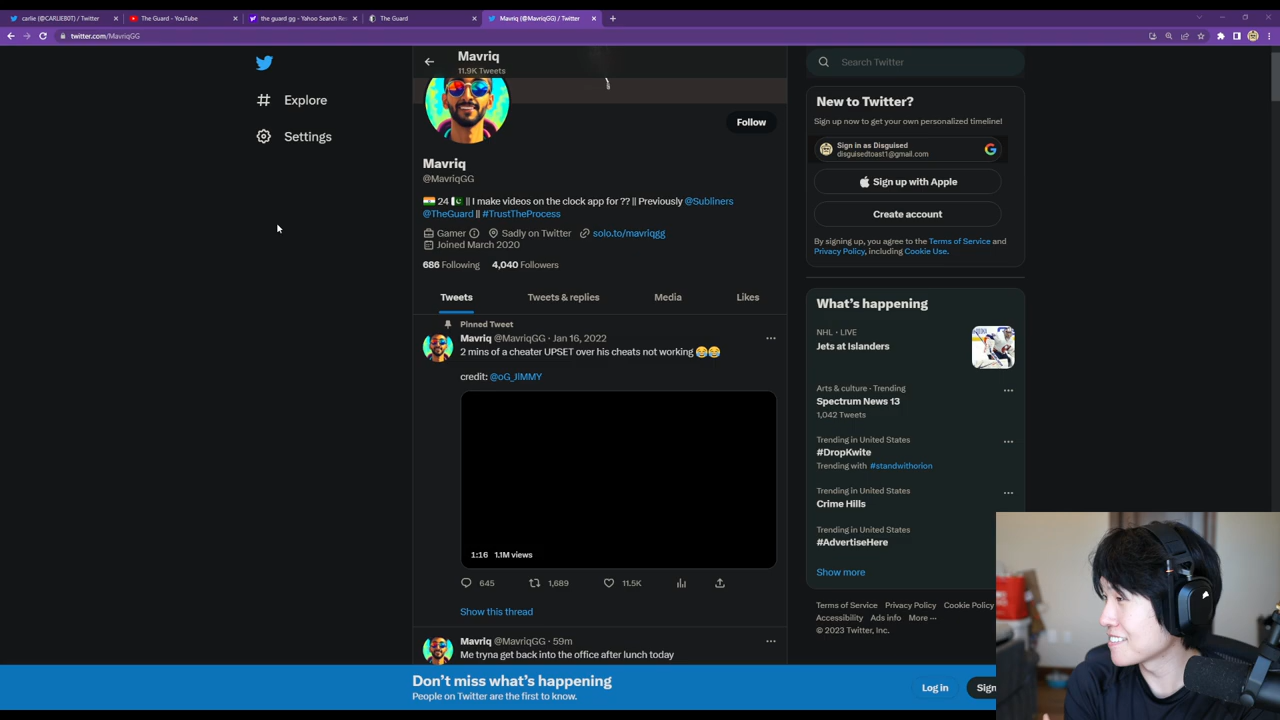 carlie (@CARLIEB0T) / Twitter
The Guard - YouTube
the guard gg - Yahoo Search Res
The Guard
Mavriq (@MavriqGG) / Twitter
twitter.com/MavriqGG
Explore
Settings
Mavriq
11.9K Tweets
Follow
Mavriq
@MavriqGG
24 || I make videos on the clock app for ?? || Previously @Subliners
@TheGuard || #TrustTheProcess
Gamer Sadly on Twitter solo.to/mavriqgg
Joined March 2020
686 Following 4,040 Followers
Tweets Tweets & replies Media Likes
Pinned Tweet
Mavriq @MavriqGG · Jan 16, 2022
2 mins of a cheater UPSET over his cheats not working 😂😂
credit: @oG_JIMMY
1:16 1.1M views
645 1,689 11.5K
Show this thread
Mavriq @MavriqGG · 59m
Me tryna get back into the office after lunch today
Search Twitter
New to Twitter?
Sign up now to get your own personalized timeline!
Sign in as Disguised
disguisedtoast1@gmail.com
Sign up with Apple
Create account
By signing up, you agree to the Terms of Service and
Privacy Policy, including Cookie Use.
What's happening
NHL · LIVE
Jets at Islanders
Arts & culture · Trending
Spectrum News 13
1,042 Tweets
Trending in United States
#DropKwite
Trending with #standwithorion
Trending in United States
Crime Hills
Trending in United States
#AdvertiseHere
Show more
Terms of Service Privacy Policy Cookie Policy
Accessibility Ads info More ···
© 2023 Twitter, Inc.
Don't miss what's happening
People on Twitter are the first to know.
Log in
Sign